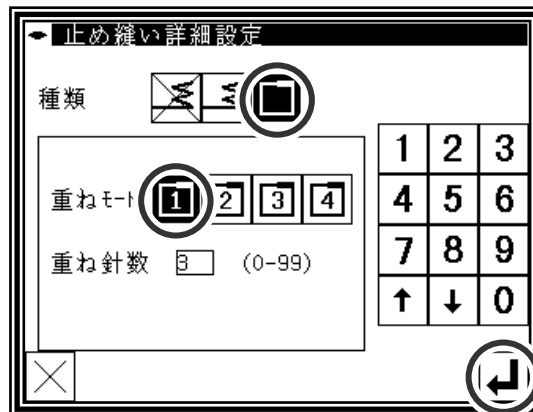 止め縫い詳細設定
種類
重ねﾓｰﾄﾞ 1 2 3 4
重ね針数 3 (0-99)
1 2 3
4 5 6
7 8 9
↑ ↓ 0